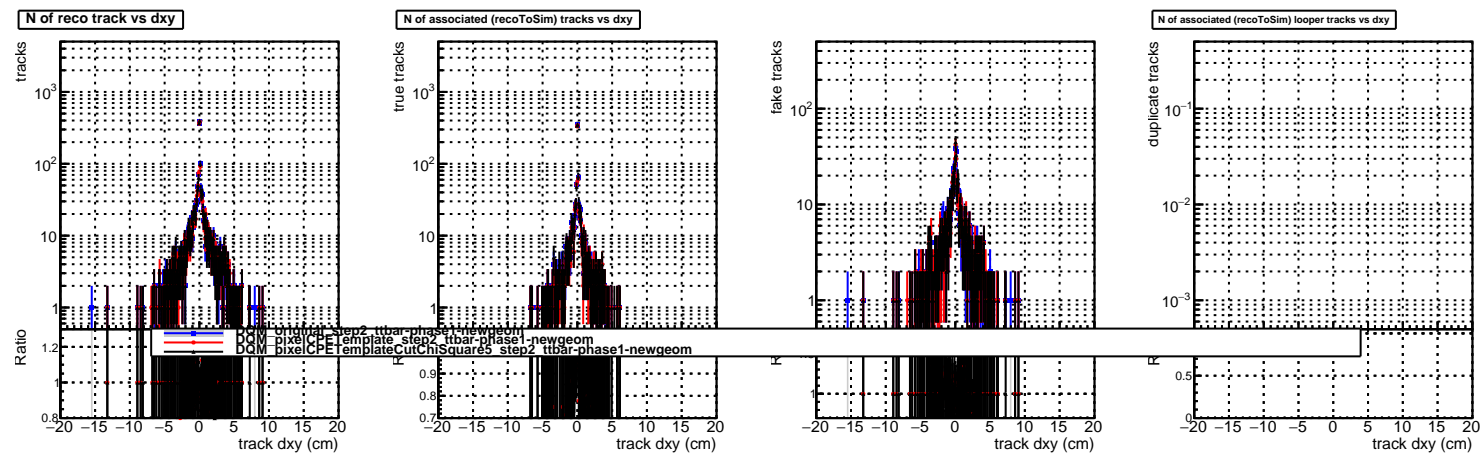 N of reco track vs dxy
N of associated (recoToSim) tracks vs dxy
N of associated (recoToSim) looper tracks vs dxy
tracks
10³
10²
10
1
true tracks
10³
10²
10
1
fake tracks
10²
10
1
duplicate tracks
10⁻¹
10⁻²
10⁻³
DQM_original_step2_ttbar-phase1-newgeom
DQM_pixelCPETemplate_step2_ttbar-phase1-newgeom
DQM_pixelCPETemplateCutChiSquare5_step2_ttbar-phase1-newgeom
Ratio
1.2
1
0.8
0.9
0.8
0.7
1
0.5
0
−20 −15 −10 −5 0 5 10 15 20
track dxy (cm)
−20 −15 −10 −5 0 5 10 15 20
track dxy (cm)
−20 −15 −10 −5 0 5 10 15 20
track dxy (cm)
−20 −15 −10 −5 0 5 10 15 20
track dxy (cm)